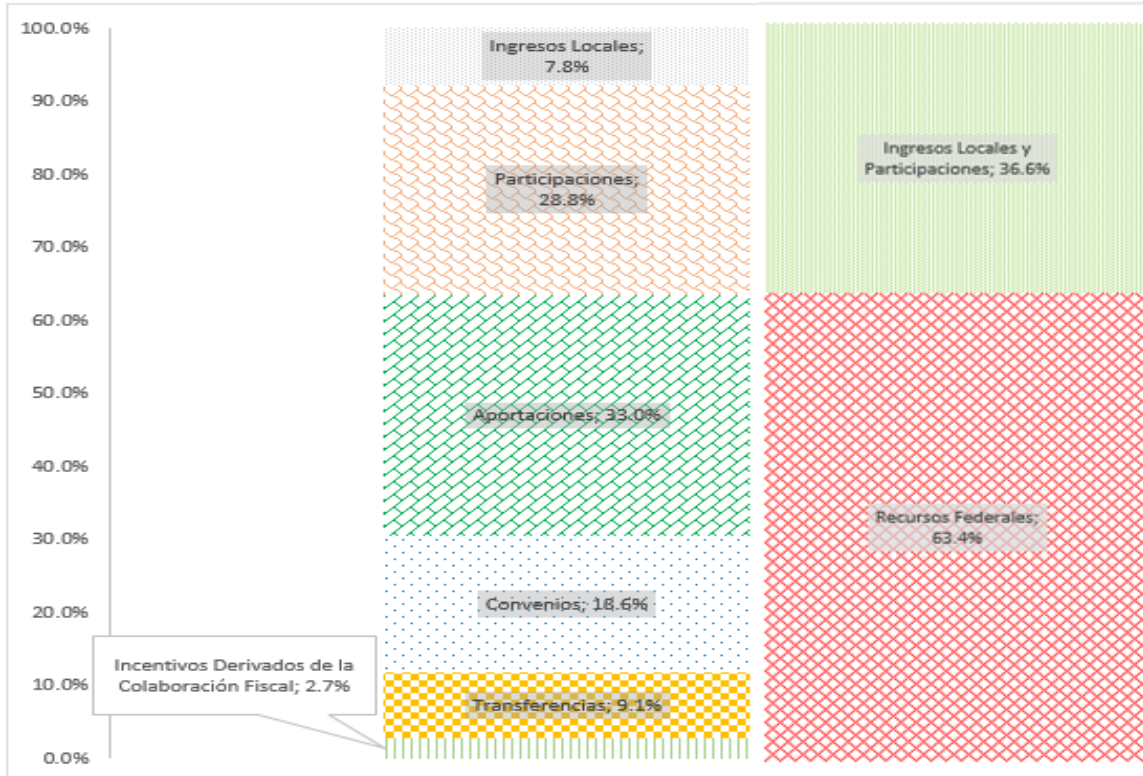 100.0%
90.0%
80.0%
70.0%
60.0%
50.0%
40.0%
30.0%
20.0%
10.0%
0.0%
Ingresos Locales;
7.8%
Participaciones;
28.8%
Aportaciones; 33.0%
Convenios; 18.6%
Transferencias; 9.1%
Incentivos Derivados de la
Colaboración Fiscal; 2.7%
Ingresos Locales y
Participaciones; 36.6%
Recursos Federales;
63.4%